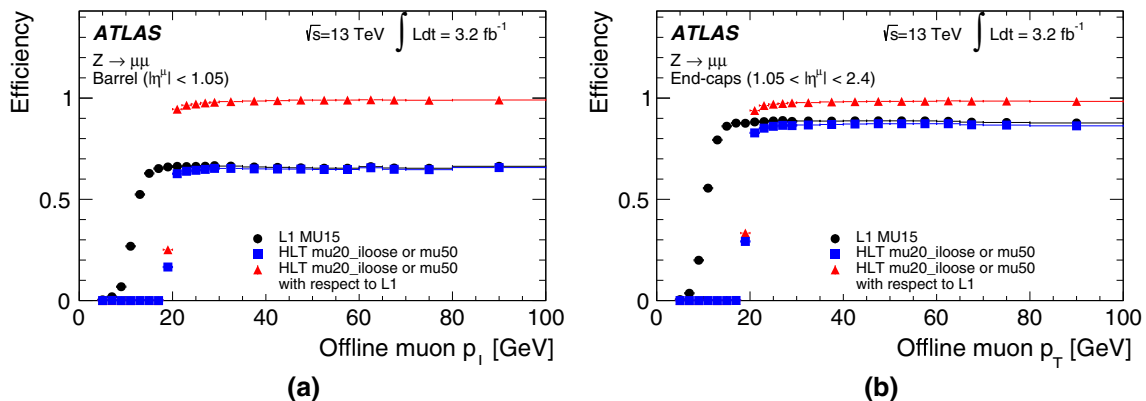 Efficiency
ATLAS
√s=13 TeV ∫ Ldt = 3.2 fb⁻¹
Z → μμ
Barrel (|η^μ| < 1.05)
1
0.5
0
L1 MU15
HLT mu20_iloose or mu50
HLT mu20_iloose or mu50
with respect to L1
0 20 40 60 80 100
Offline muon p_T [GeV]
(a)
Efficiency
ATLAS
√s=13 TeV ∫ Ldt = 3.2 fb⁻¹
Z → μμ
End-caps (1.05 < |η^μ| < 2.4)
1
0.5
0
L1 MU15
HLT mu20_iloose or mu50
HLT mu20_iloose or mu50
with respect to L1
0 20 40 60 80 100
Offline muon p_T [GeV]
(b)